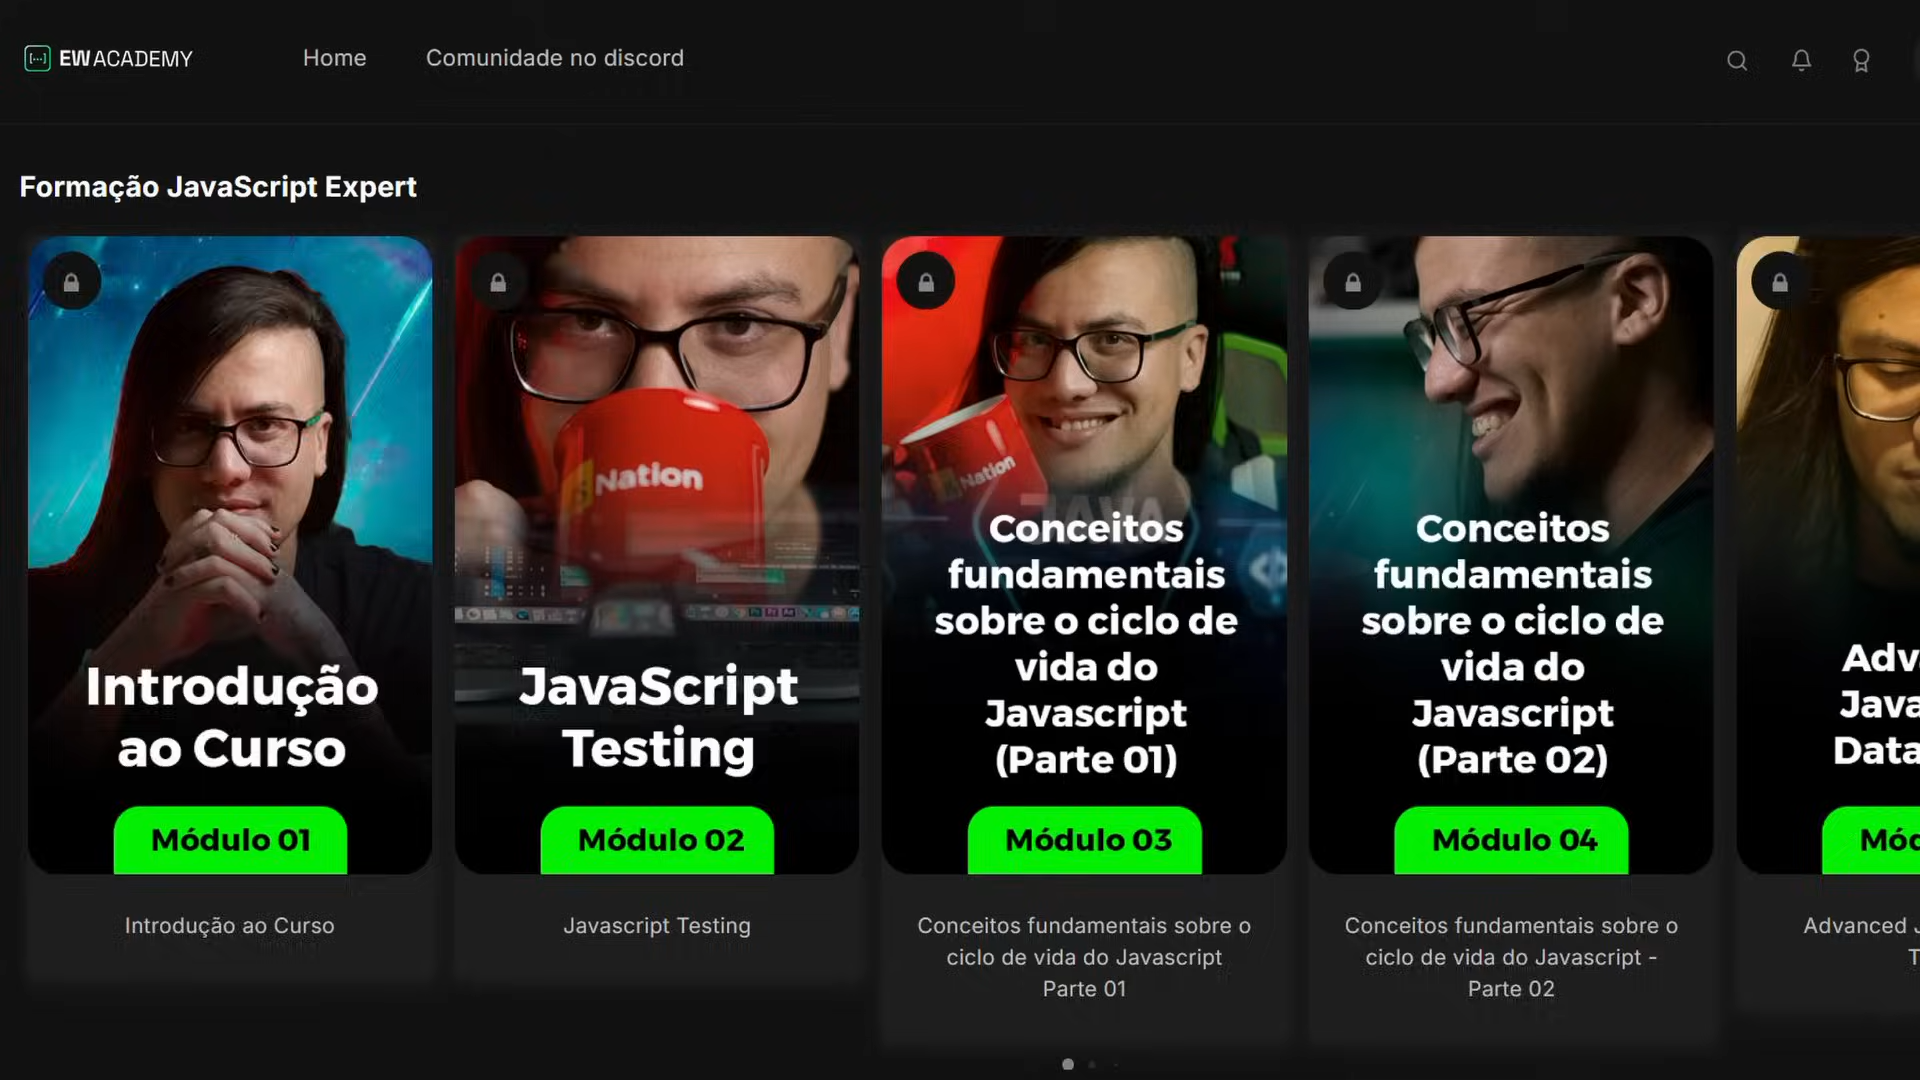 EW ACADEMY
Home
Comunidade no discord
Formação JavaScript Expert
Nation
Nation
Introdução
ao Curso
Módulo 01
JavaScript
Testing
Módulo 02
JAVA
Conceitos
fundamentais
sobre o ciclo de
vida do
Javascript
(Parte 01)
Módulo 03
Conceitos
fundamentais
sobre o ciclo de
vida do
Javascript
(Parte 02)
Módulo 04
Introdução ao Curso
Javascript Testing
Conceitos fundamentais sobre o
ciclo de vida do Javascript
Parte 01
Conceitos fundamentais sobre o
ciclo de vida do Javascript -
Parte 02
Advanced